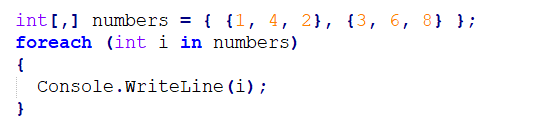 int[,] numbers = { {1, 4, 2}, {3, 6, 8} };
foreach (int i in numbers)
{
  Console.WriteLine(i);
}